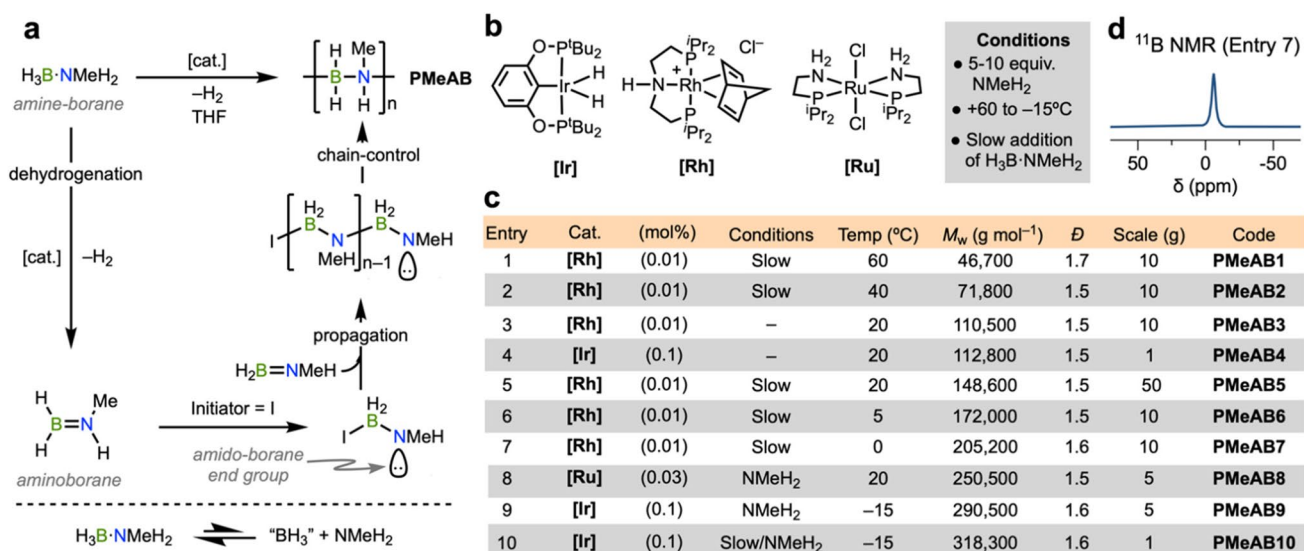 a
H₃B·NMeH₂
amine-borane
[cat.]
–H₂
THF
H Me
B N
H H
n
PMeAB
dehydrogenation
[cat.] –H₂
chain-control
H₂ H₂
I B N B NMeH
MeH n–1
propagation
H₂B=NMeH
H Me
B=N
H H
aminoborane
Initiator = I
H₂
I B NMeH
amido-borane
end group
H₃B·NMeH₂ ⇌ "BH₃" + NMeH₂
b
O–PᵗBu₂
Ir H
H
O–PᵗBu₂
[Ir]
ⁱPr₂
P
Cl⁻
+
H–N Rh
P
ⁱPr₂
[Rh]
Cl
H₂ H₂
N N
Ru
P P
ⁱPr₂ ⁱPr₂
Cl
[Ru]
Conditions
● 5-10 equiv.
NMeH₂
● +60 to –15ºC
● Slow addition
of H₃B·NMeH₂
d
¹¹B NMR (Entry 7)
50 0 -50
δ (ppm)
c
Entry Cat. (mol%) Conditions Temp (ºC) Mw (g mol⁻¹) Đ Scale (g) Code
1 [Rh] (0.01) Slow 60 46,700 1.7 10 PMeAB1
2 [Rh] (0.01) Slow 40 71,800 1.5 10 PMeAB2
3 [Rh] (0.01) – 20 110,500 1.5 10 PMeAB3
4 [Ir] (0.1) – 20 112,800 1.5 1 PMeAB4
5 [Rh] (0.01) Slow 20 148,600 1.5 50 PMeAB5
6 [Rh] (0.01) Slow 5 172,000 1.5 10 PMeAB6
7 [Rh] (0.01) Slow 0 205,200 1.6 10 PMeAB7
8 [Ru] (0.03) NMeH₂ 20 250,500 1.5 5 PMeAB8
9 [Ir] (0.1) NMeH₂ –15 290,500 1.6 5 PMeAB9
10 [Ir] (0.1) Slow/NMeH₂ –15 318,300 1.6 1 PMeAB10